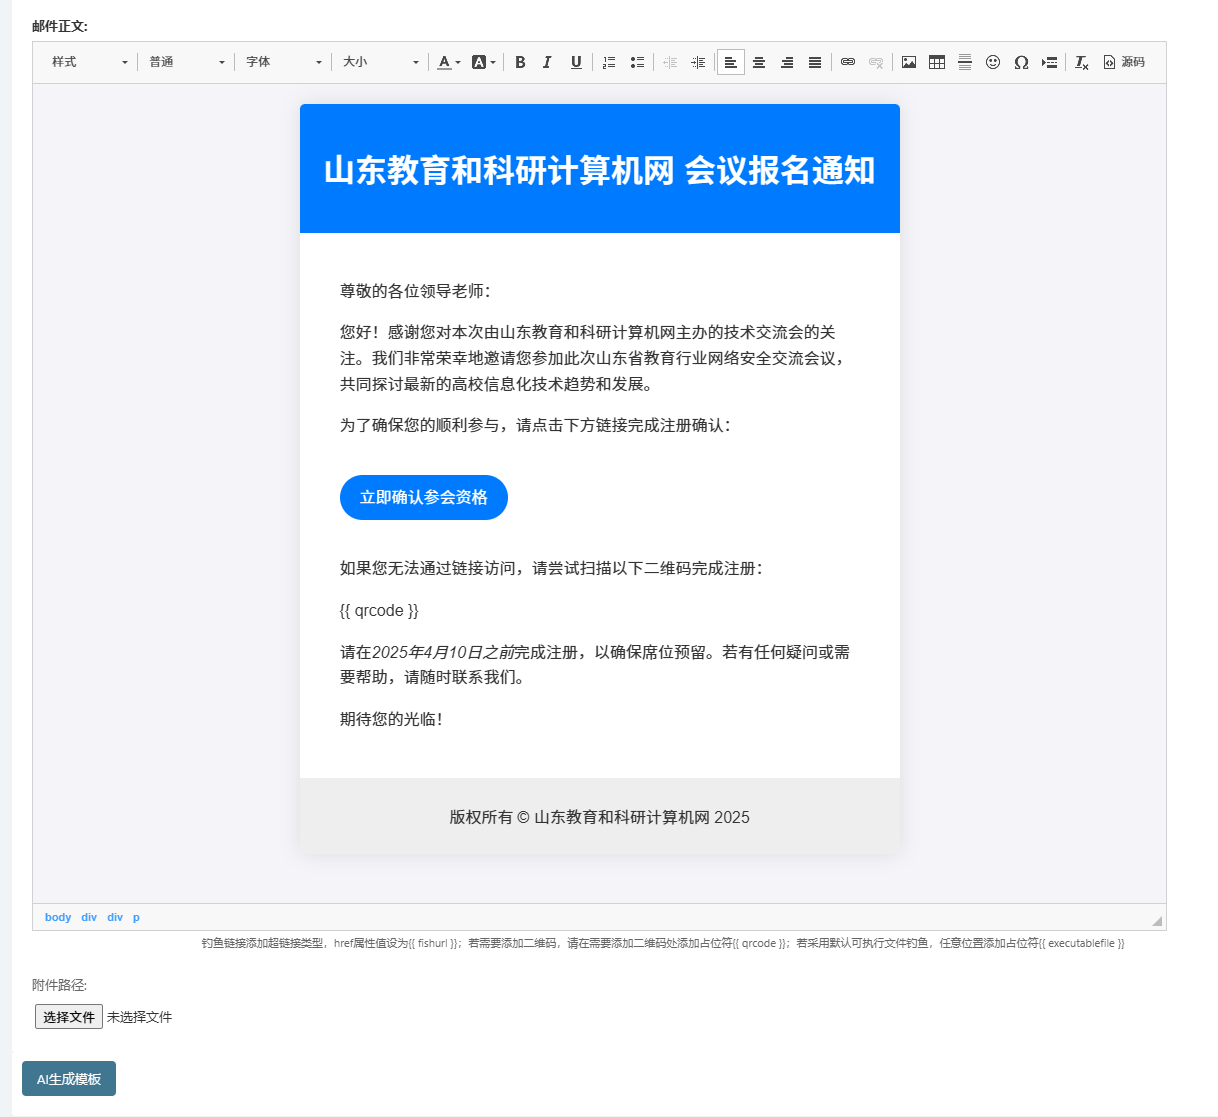 邮件正文:
样式 普通 字体 大小 A A B I U 源码
山东教育和科研计算机网 会议报名通知
尊敬的各位领导老师：
您好！感谢您对本次由山东教育和科研计算机网主办的技术交流会的关
注。我们非常荣幸地邀请您参加此次山东省教育行业网络安全交流会议，
共同探讨最新的高校信息化技术趋势和发展。
为了确保您的顺利参与，请点击下方链接完成注册确认：
立即确认参会资格
如果您无法通过链接访问，请尝试扫描以下二维码完成注册：
{{ qrcode }}
请在2025年4月10日之前完成注册，以确保席位预留。若有任何疑问或需
要帮助，请随时联系我们。
期待您的光临！
版权所有 © 山东教育和科研计算机网 2025
body div div p
钓鱼链接添加超链接类型，href属性值设为{{ fishurl }}；若需要添加二维码，请在需要添加二维码处添加占位符{{ qrcode }}；若采用默认可执行文件钓鱼，任意位置添加占位符{{ executablefile }}
附件路径:
选择文件 未选择文件
AI生成模板